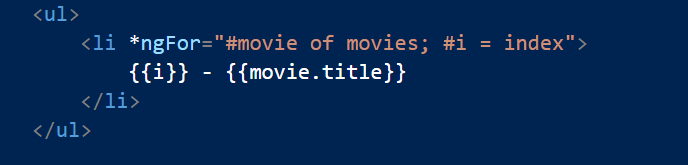 <ul>
<li *ngFor="#movie of movies; #i = index">
{{i}} - {{movie.title}}
</li>
</ul>